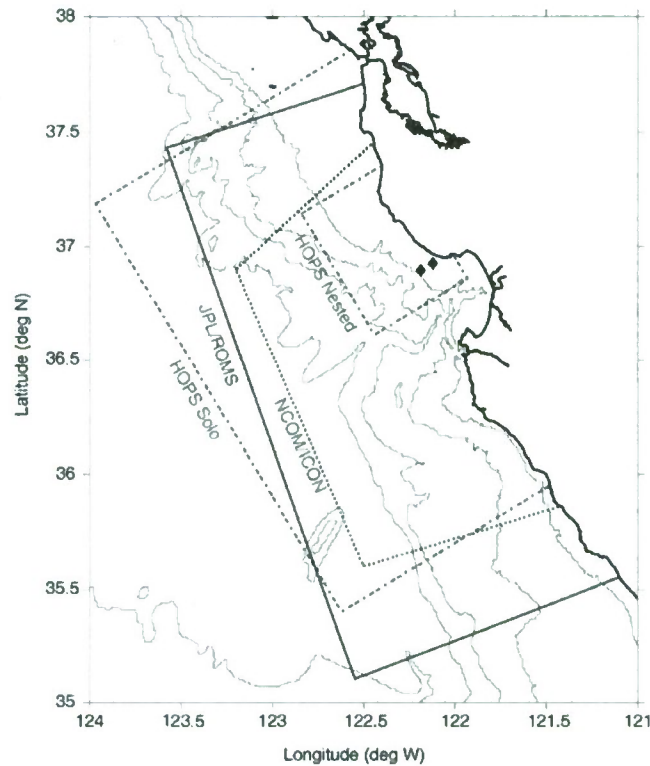 38
37.5
37
36.5
36
35.5
35
Latitude (deg N)
HOPS Nested
JPL/ROMS
HOPS Solo
NCOM/ICON
124
123.5
123
122.5
122
121.5
121
Longitude (deg W)